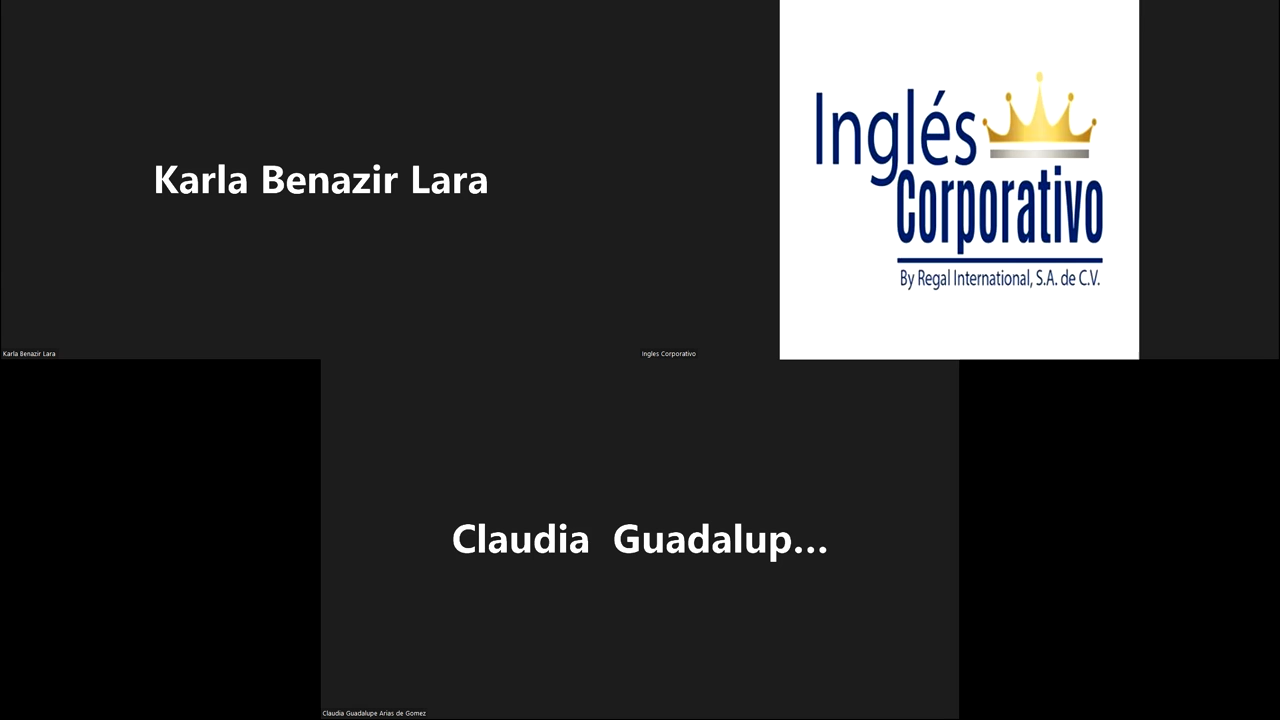 Karla Benazir Lara
Inglés
Corporativo
By Regal International, S.A. de C.V.
Karla Benazir Lara
Ingles Corporativo
Claudia Guadalup...
Claudia Guadalupe Arias de Gomez